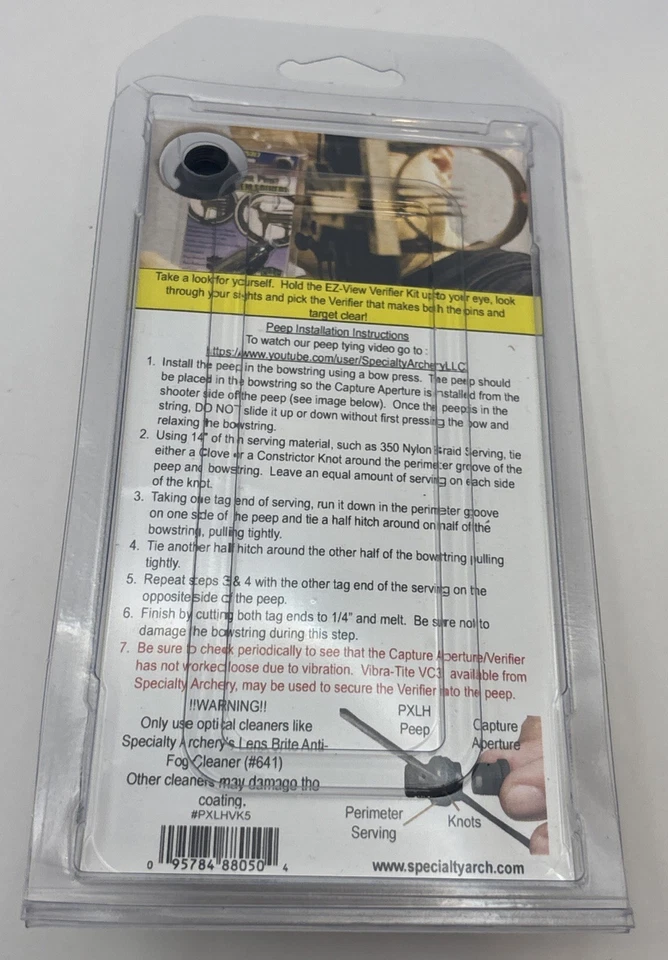 Take a look for yourself. Hold the EZ-View Verifier Kit up to your eye, look
through your sights and pick the Verifier that makes both the pins and
target clear!
Peep Installation Instructions
To watch our peep tying video go to :
https://www.youtube.com/user/SpecialtyArcheryLLC
1. Install the peep in the bowstring using a bow press. The peep should
be placed in the bowstring so the Capture Aperture is installed from the
shooter side of the peep (see image below). Once the peep is in the
string, DO NOT slide it up or down without first pressing the bow and
relaxing the bowstring.
2. Using 14" of thin serving material, such as 350 Nylon Braid Serving, tie
either a Clove or a Constrictor Knot around the perimeter groove of the
peep and bowstring. Leave an equal amount of serving on each side
of the knot.
3. Taking one tag end of serving, run it down in the perimeter groove
on one side of the peep and tie a half hitch around on half of the
bowstring, pulling tightly.
4. Tie another half hitch around the other half of the bowstring pulling
tightly.
5. Repeat steps 3 & 4 with the other tag end of the serving on the
opposite side of the peep.
6. Finish by cutting both tag ends to 1/4" and melt. Be sure not to
damage the bowstring during this step.
7. Be sure to check periodically to see that the Capture Aperture/Verifier
has not worked loose due to vibration. Vibra-Tite VC3, available from
Specialty Archery, may be used to secure the Verifier into the peep.
!!WARNING!!
Only use optical cleaners like
Specialty Archery's Lens Brite Anti-
Fog Cleaner (#641)
Other cleaners may damage the
coating.
#PXLHVK5
0 95784 88050 4
PXLH
Peep
Capture
Aperture
Perimeter
Serving
Knots
www.specialtyarch.com